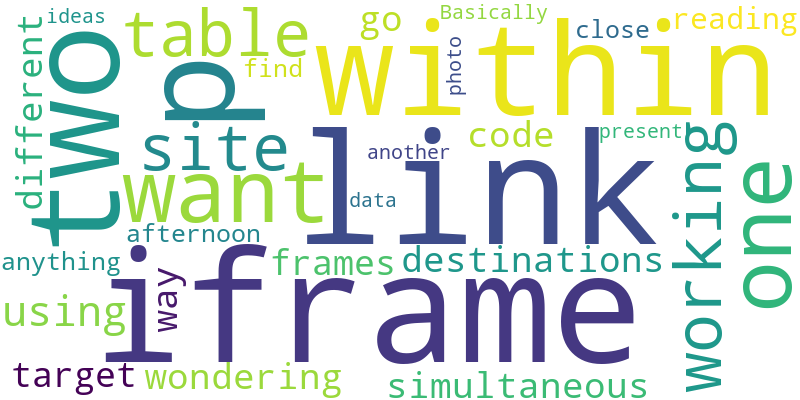 ideas
Basically
two
table
go
within
close
reading
different
find
photo
p
site
want
link
code
present
another
working
one
data
afternoon
anything
way
frames
destinations
iframe
using
target
wondering
simultaneous